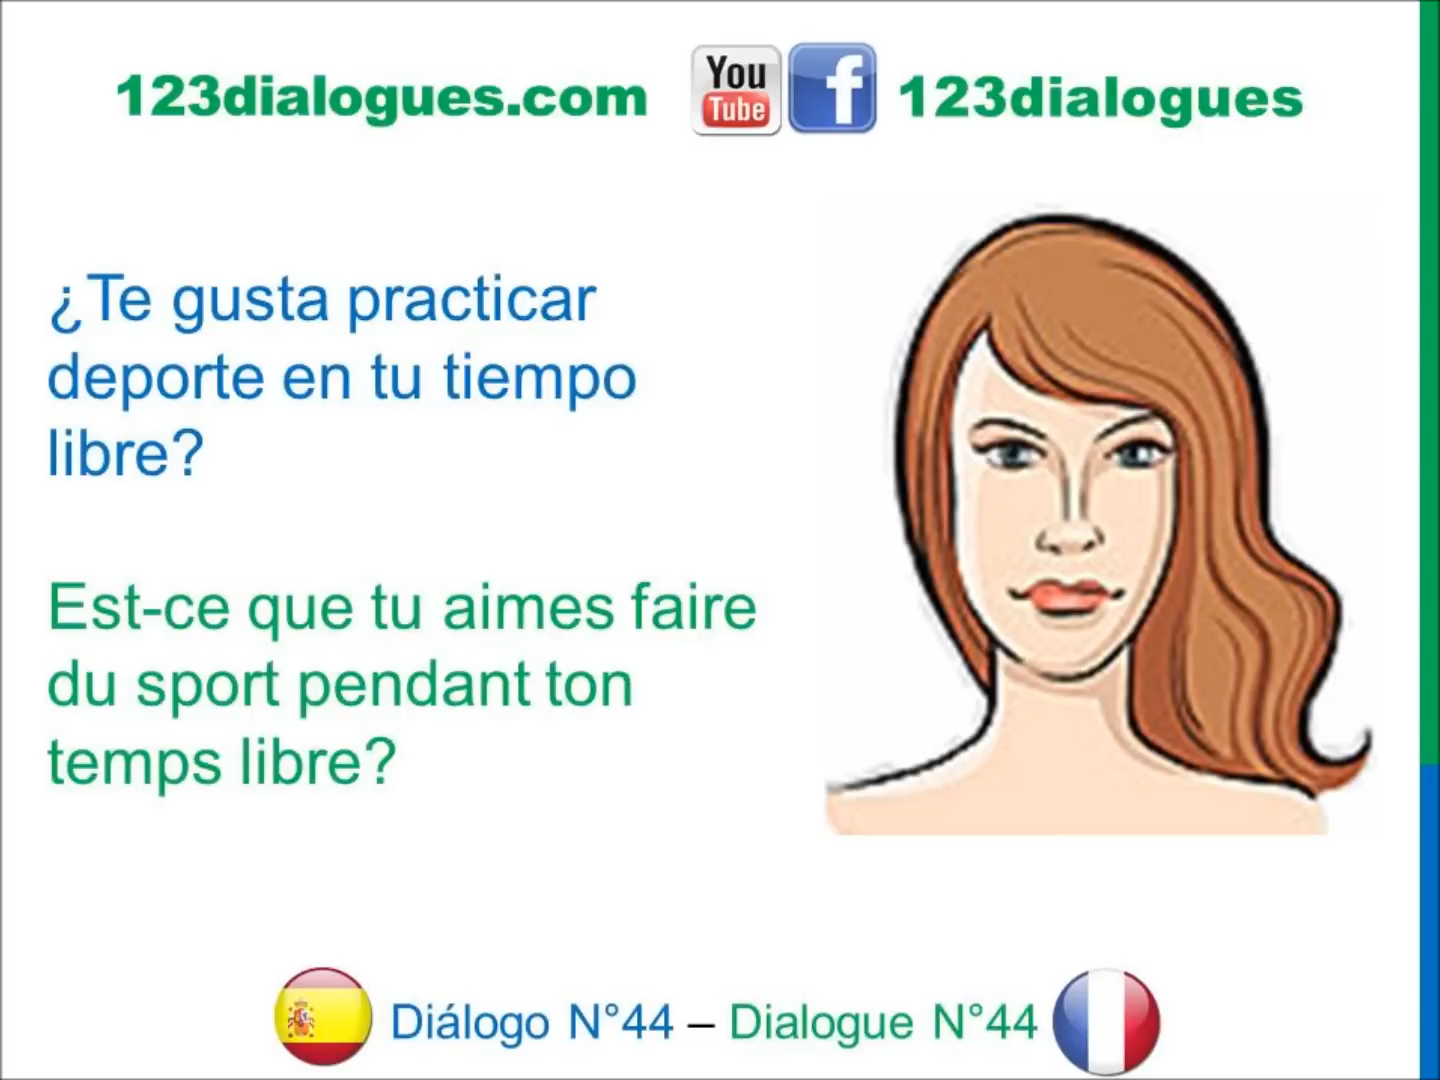 123dialogues.com You Tube f 123dialogues
¿Te gusta practicar
deporte en tu tiempo
libre?
Est-ce que tu aimes faire
du sport pendant ton
temps libre?
Diálogo N°44 – Dialogue N°44